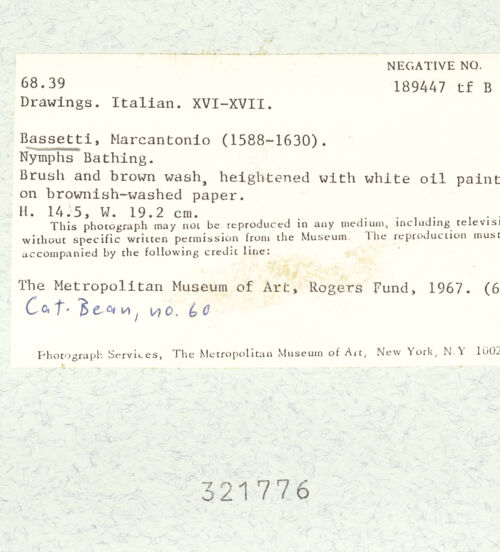 NEGATIVE NO.
68.39 189447 tf B
Drawings. Italian. XVI-XVII.
Bassetti, Marcantonio (1588-1630).
Nymphs Bathing.
Brush and brown wash, heightened with white oil paint
on brownish-washed paper.
H. 14.5, W. 19.2 cm.
This photograph may not be reproduced in any medium, including televisi
without specific written permission from the Museum. The reproduction must
accompanied by the following credit line:
The Metropolitan Museum of Art, Rogers Fund, 1967. (6
Cat. Bean, no. 60
Photograph Services, The Metropolitan Museum of Art, New York, N.Y 1002
321776